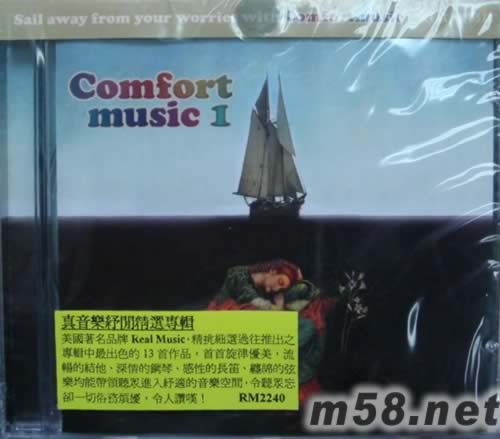 Sail away from your worries with Comfort Music
Comfort
music 1
真音樂紓閒精選專輯
美國著名品牌 Real Music，精挑細選過往推出之
專輯中最出色的 13 首作品，首首旋律優美，流
暢的結他、深情的鋼琴、感性的長笛、纏綿的弦
樂均能帶領聽眾進入紓適的音樂空間，令聽眾忘
卻一切俗務煩擾，令人讚嘆！ RM2240
m58.net